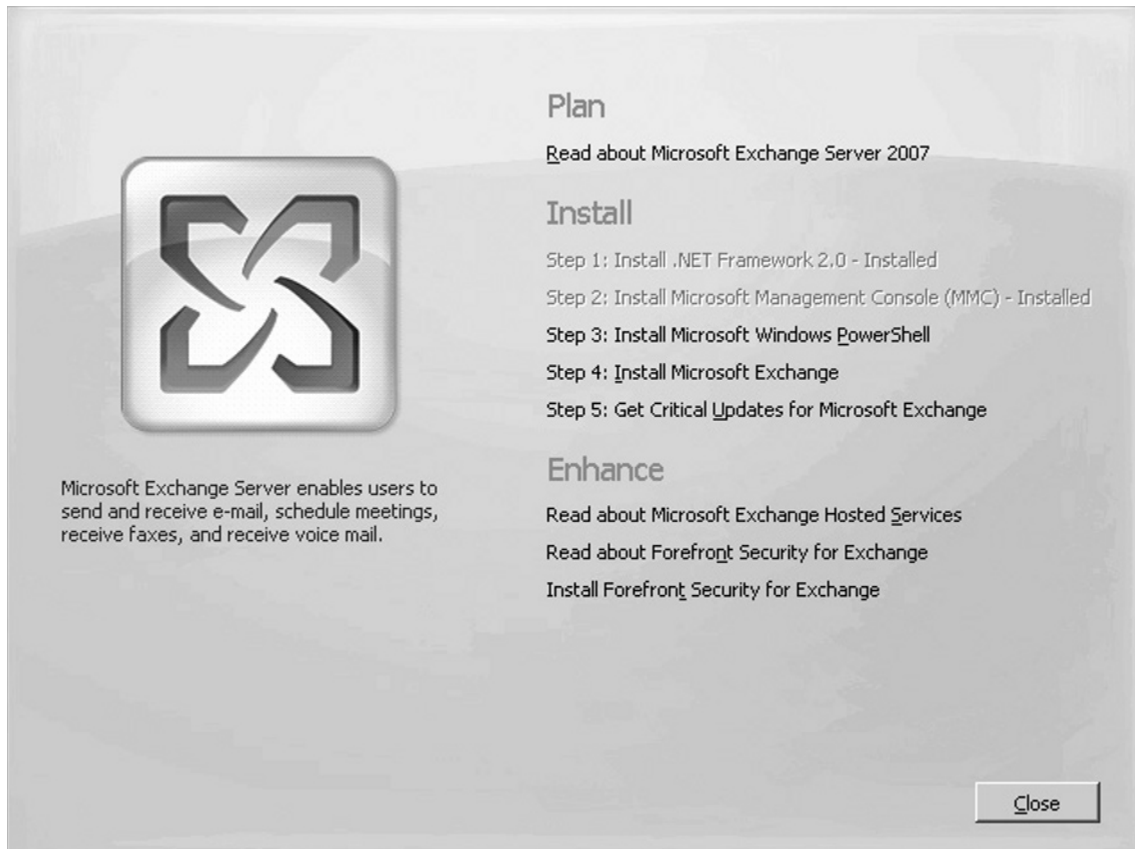 Plan
Read about Microsoft Exchange Server 2007
Install
Step 1: Install .NET Framework 2.0 - Installed
Step 2: Install Microsoft Management Console (MMC) - Installed
Step 3: Install Microsoft Windows PowerShell
Step 4: Install Microsoft Exchange
Step 5: Get Critical Updates for Microsoft Exchange
Enhance
Read about Microsoft Exchange Hosted Services
Read about Forefront Security for Exchange
Install Forefront Security for Exchange
Microsoft Exchange Server enables users to
send and receive e-mail, schedule meetings,
receive faxes, and receive voice mail.
Close